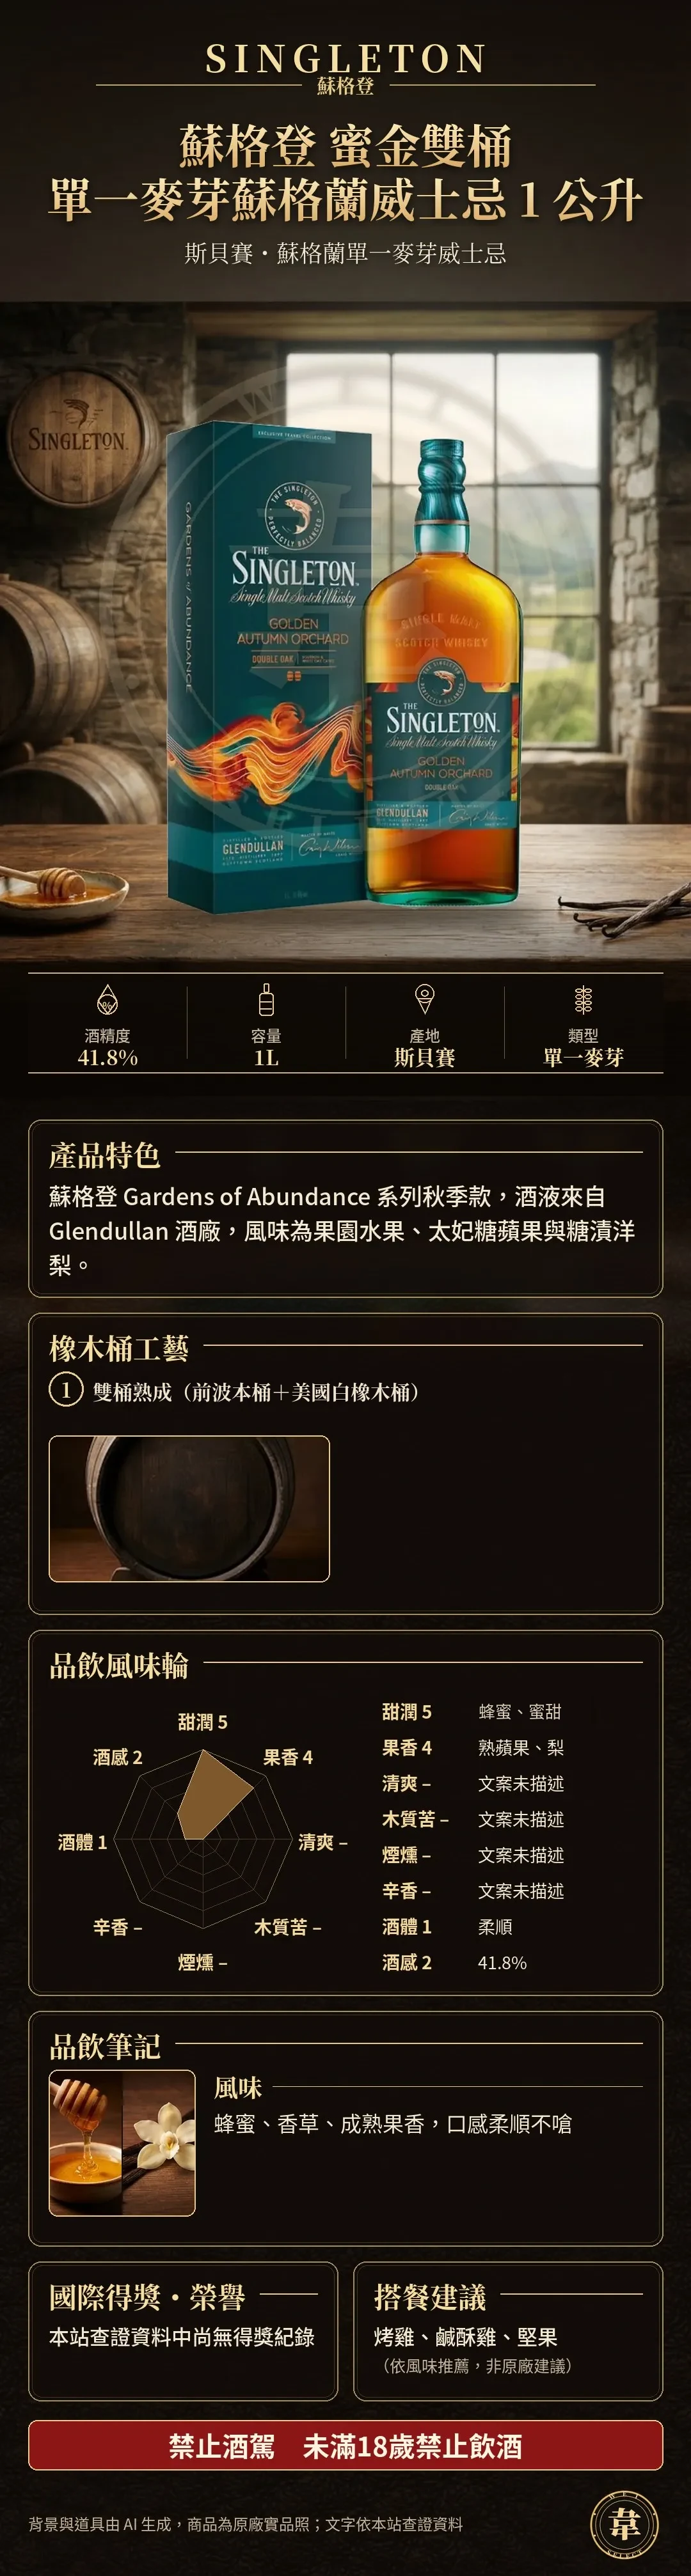 SINGLETON
蘇格登
蘇格登 蜜金雙桶
單一麥芽蘇格蘭威士忌 1 公升
斯貝賽・蘇格蘭單一麥芽威士忌
SINGLETON
EXCLUSIVE TRAVEL COLLECTION
THE SINGLETON
PERFECTLY BALANCED
THE
SINGLETON
Single Malt Scotch Whisky
GOLDEN
AUTUMN ORCHARD
DOUBLE OAK
GARDENS of ABUNDANCE
GLENDULLAN
SINGLE MALT
SCOTCH WHISKY
PERFECTLY BALANCED
THE
SINGLETON
Single Malt Scotch Whisky
GOLDEN
AUTUMN ORCHARD
DOUBLE OAK
GLENDULLAN
酒精度
41.8%
容量
1L
產地
斯貝賽
類型
單一麥芽
產品特色
蘇格登 Gardens of Abundance 系列秋季款，酒液來自
Glendullan 酒廠，風味為果園水果、太妃糖蘋果與糖漬洋
梨。
橡木桶工藝
1 雙桶熟成（前波本桶＋美國白橡木桶）
品飲風味輪
甜潤 5
果香 4
清爽 –
木質苦 –
煙燻 –
辛香 –
酒體 1
酒感 2
甜潤 5 蜂蜜、蜜甜
果香 4 熟蘋果、梨
清爽 – 文案未描述
木質苦 – 文案未描述
煙燻 – 文案未描述
辛香 – 文案未描述
酒體 1 柔順
酒感 2 41.8%
品飲筆記
風味
蜂蜜、香草、成熟果香，口感柔順不嗆
國際得獎・榮譽
本站查證資料中尚無得獎紀錄
搭餐建議
烤雞、鹹酥雞、堅果
（依風味推薦，非原廠建議）
禁止酒駕　未滿18歲禁止飲酒
背景與道具由 AI 生成，商品為原廠實品照；文字依本站查證資料
韋